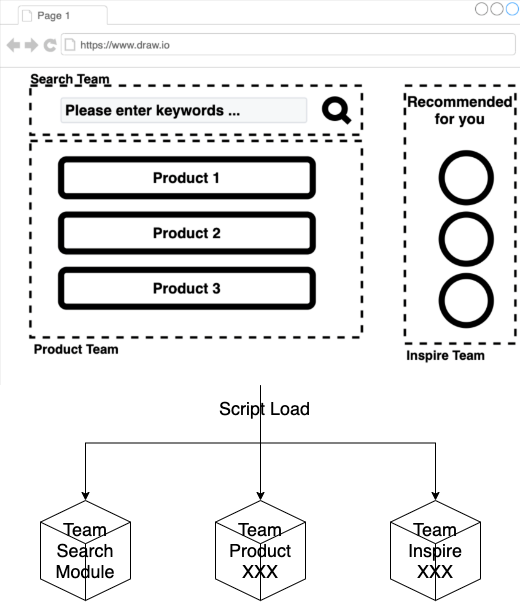 Page 1
https://www.draw.io
Search Team
Please enter keywords ...
Product 1
Product 2
Product 3
Product Team
Recommended
for you
Inspire Team
Script Load
Team
Search
Module
Team
Product
XXX
Team
Inspire
XXX